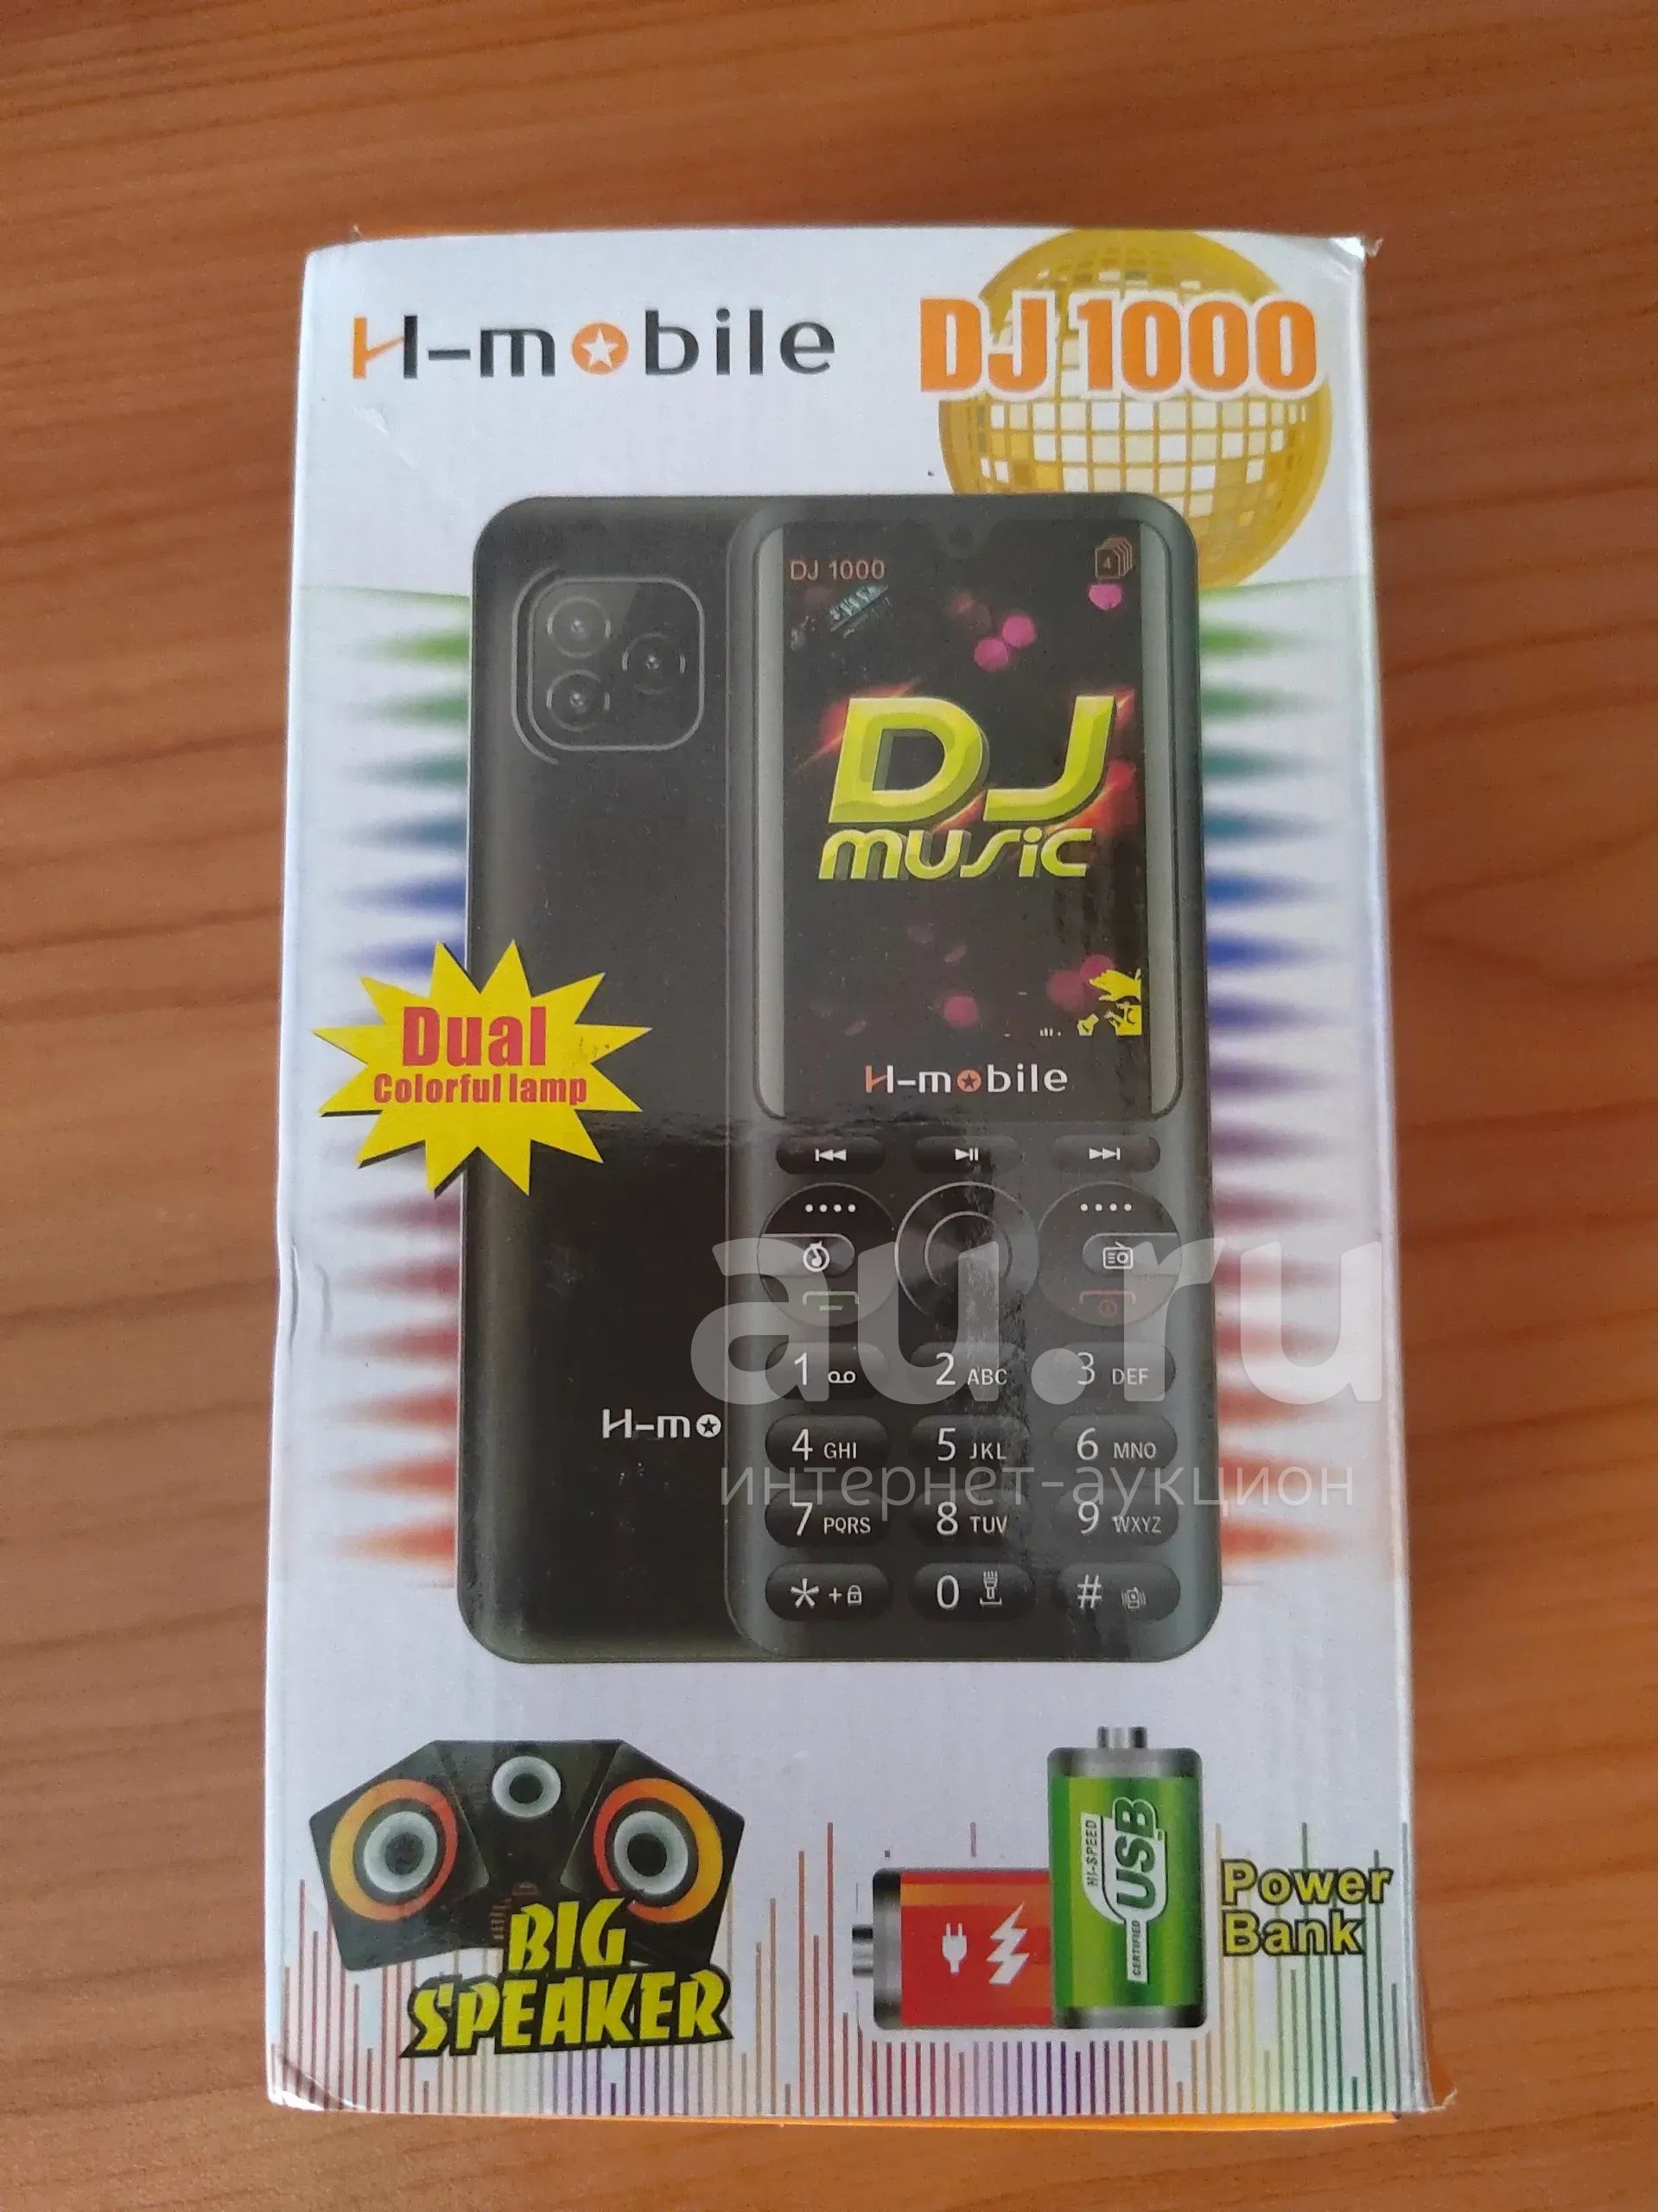 H-mobile DJ 1000
DJ 1000
4
DJ
music
Dual
Colorful lamp
H-mobile
au.ru
1 2 ABC 3 DEF
H-mo
4 GHI 5 JKL 6 MNO
интернет-аукцион
7 PQRS 8 TUV 9 WXYZ
* + 0 #
BIG
SPEAKER
HI-SPEED
CERTIFIED USB
Power
Bank